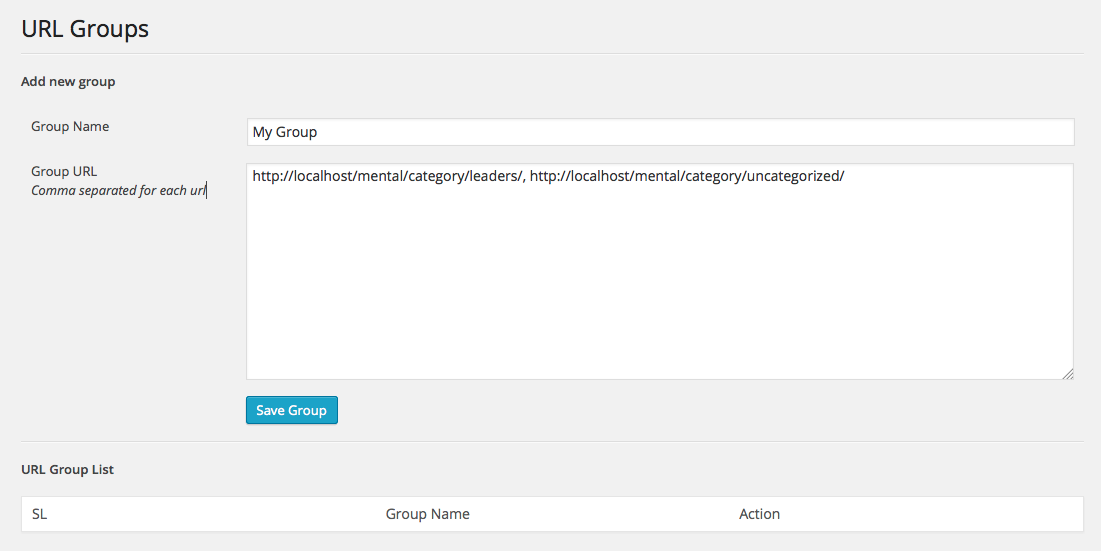 URL Groups
Add new group
Group Name
My Group
Group URL
Comma separated for each url
http://localhost/mental/category/leaders/, http://localhost/mental/category/uncategorized/
Save Group
URL Group List
SL Group Name Action